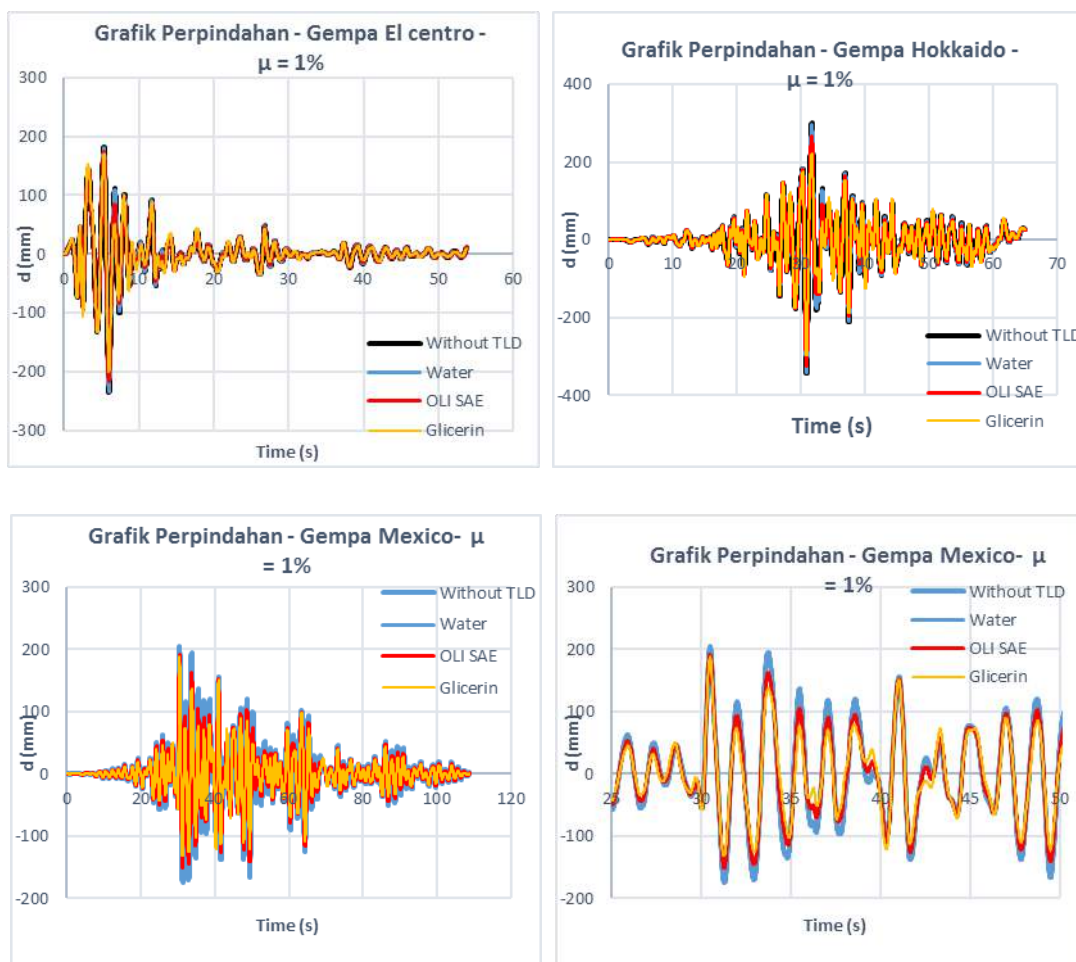 Grafik Perpindahan - Gempa El centro -
μ = 1%
300
200
100
0
-100
-200
-300
d (mm)
0
10
20
30
40
50
60
Without TLD
Water
OLI SAE
Glicerin
Time (s)
Grafik Perpindahan - Gempa Hokkaido -
μ = 1%
400
200
0
-200
-400
d (mm)
0
10
20
30
40
50
60
70
Without TLD
Water
OLI SAE
Glicerin
Time (s)
Grafik Perpindahan - Gempa Mexico- μ
= 1%
300
200
100
0
-100
-200
d (mm)
0
20
40
60
80
100
120
Without TLD
Water
OLI SAE
Glicerin
Time (s)
Grafik Perpindahan - Gempa Mexico- μ
= 1%
300
200
100
0
-100
-200
d (mm)
25
30
35
40
45
50
Without TLD
Water
OLI SAE
Glicerin
Time (s)